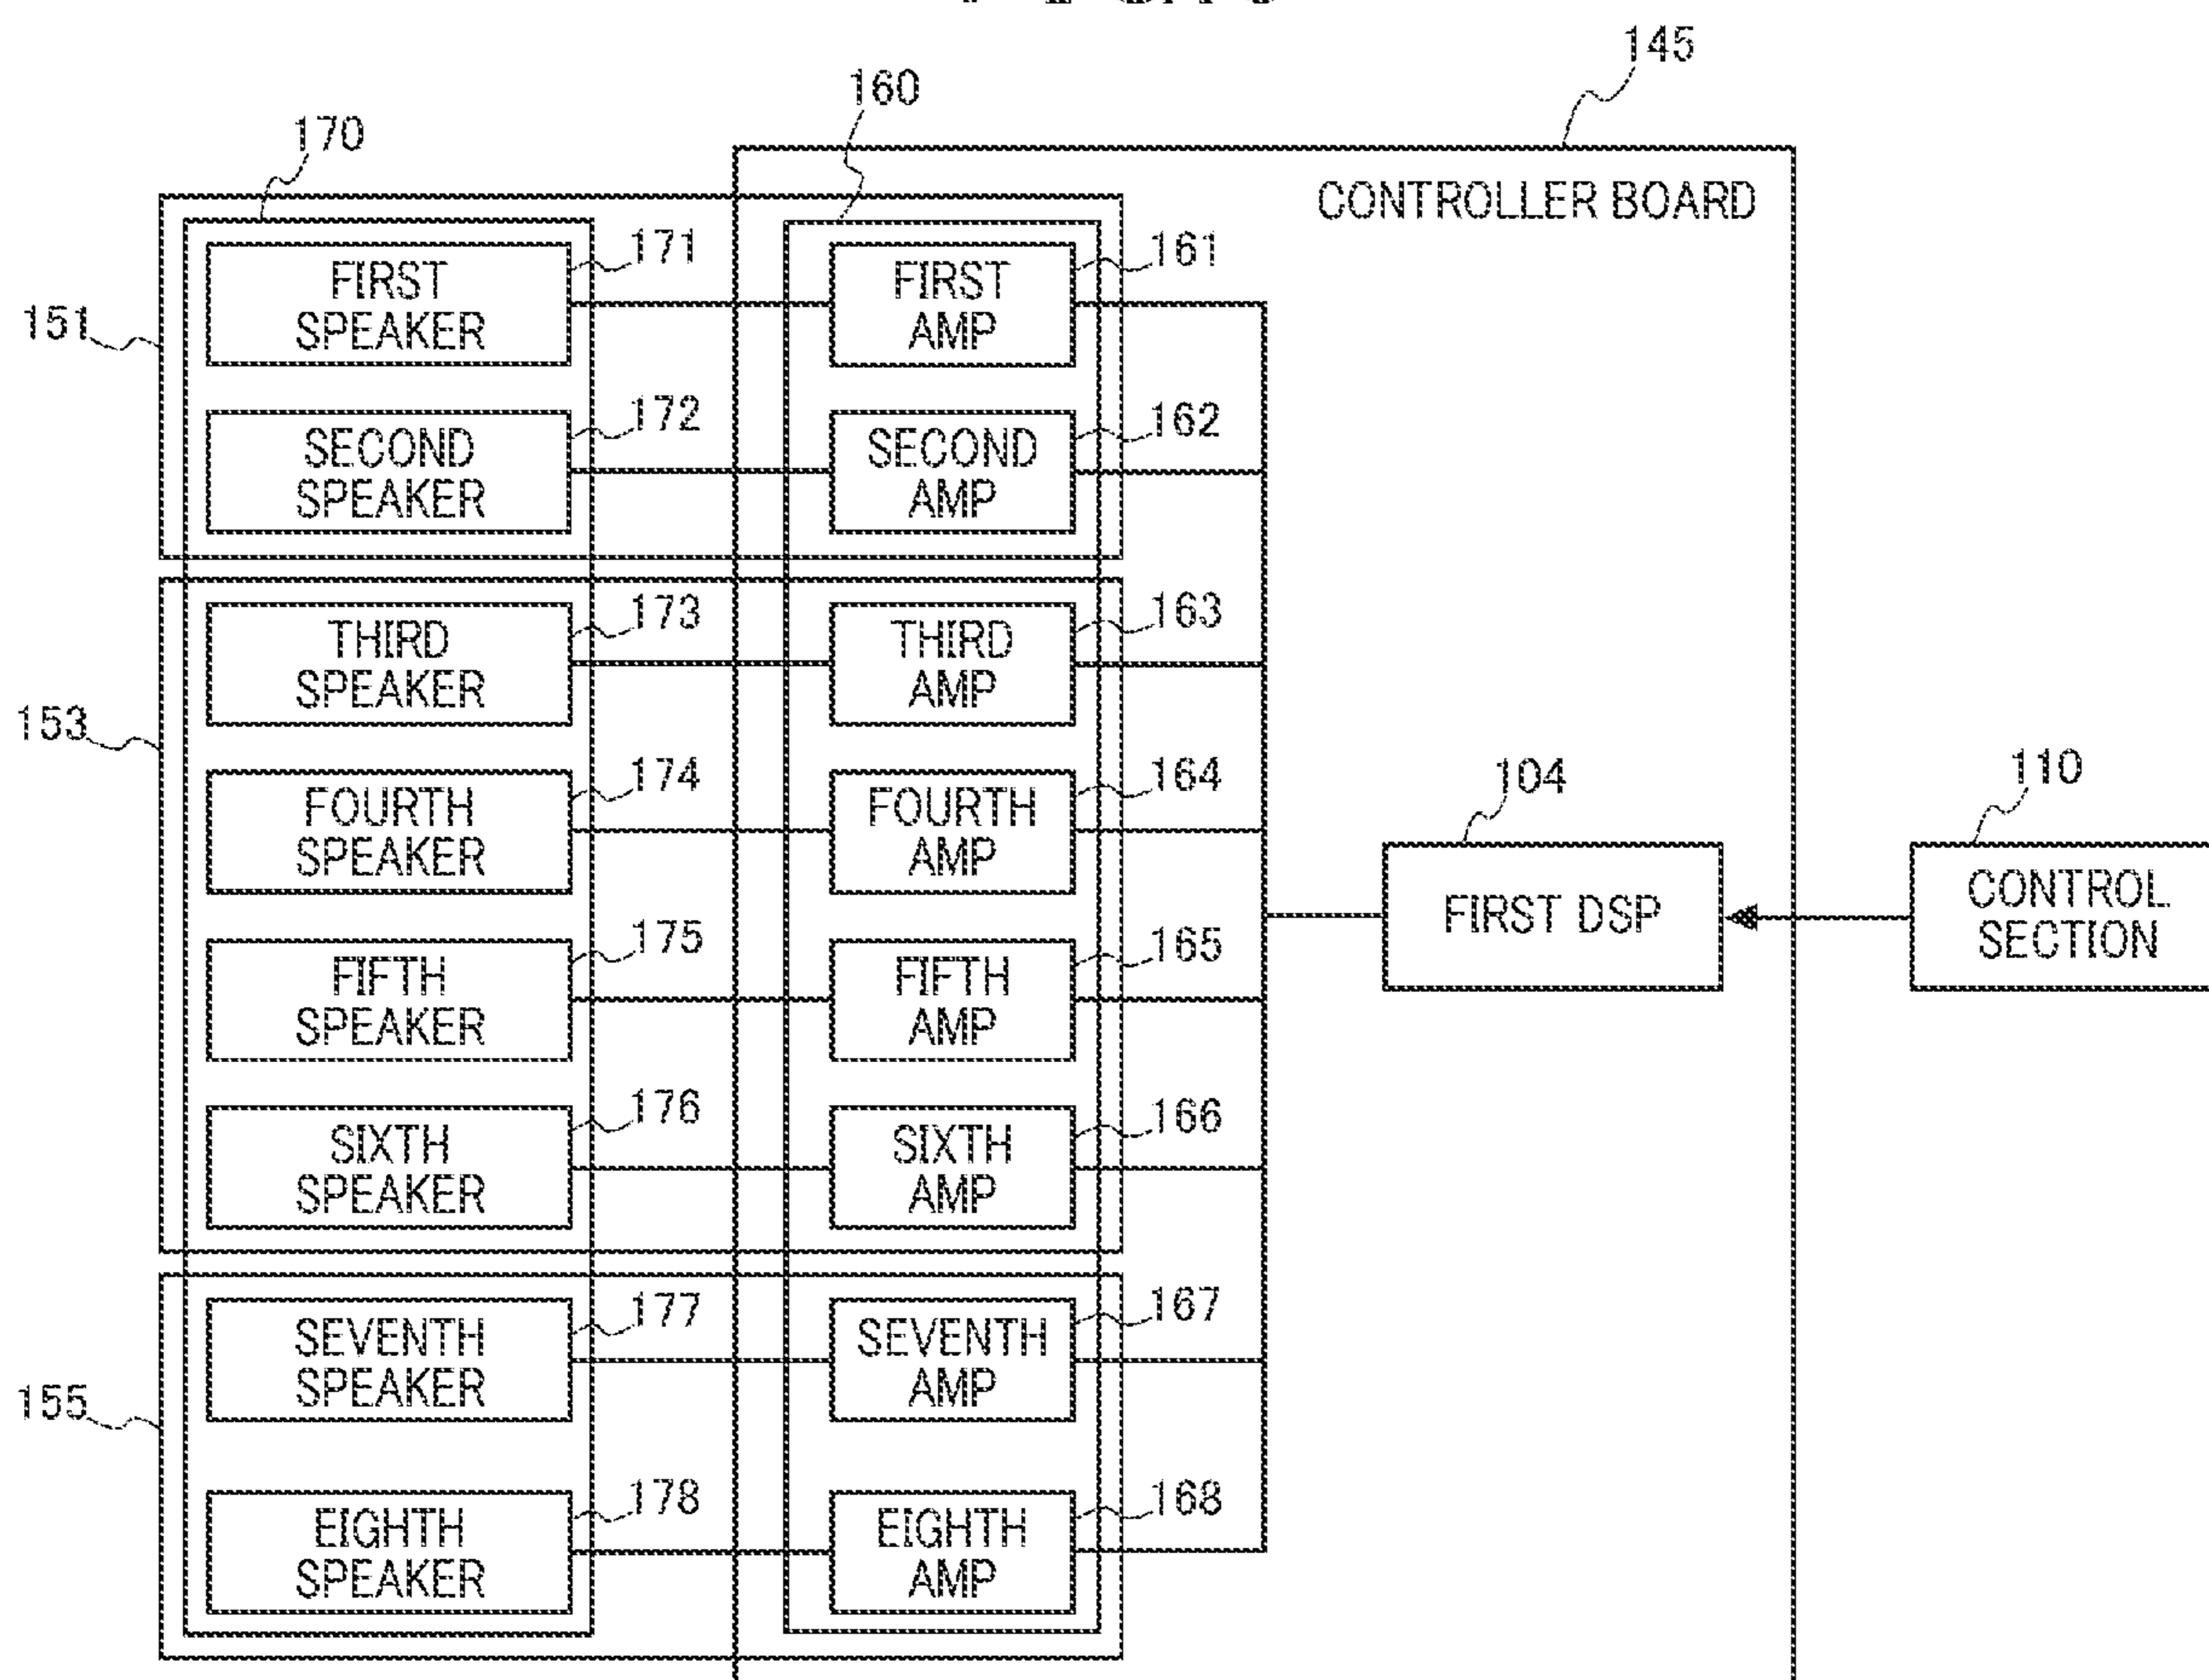 145
160
170
CONTROLLER BOARD
171
161
FIRST
SPEAKER
FIRST
AMP
151
172
162
SECOND
SPEAKER
SECOND
AMP
173
163
THIRD
SPEAKER
THIRD
AMP
153
174
164
104
110
FOURTH
SPEAKER
FOURTH
AMP
FIRST DSP
CONTROL
SECTION
175
165
FIFTH
SPEAKER
FIFTH
AMP
176
166
SIXTH
SPEAKER
SIXTH
AMP
177
167
SEVENTH
SPEAKER
SEVENTH
AMP
155
178
168
EIGHTH
SPEAKER
EIGHTH
AMP